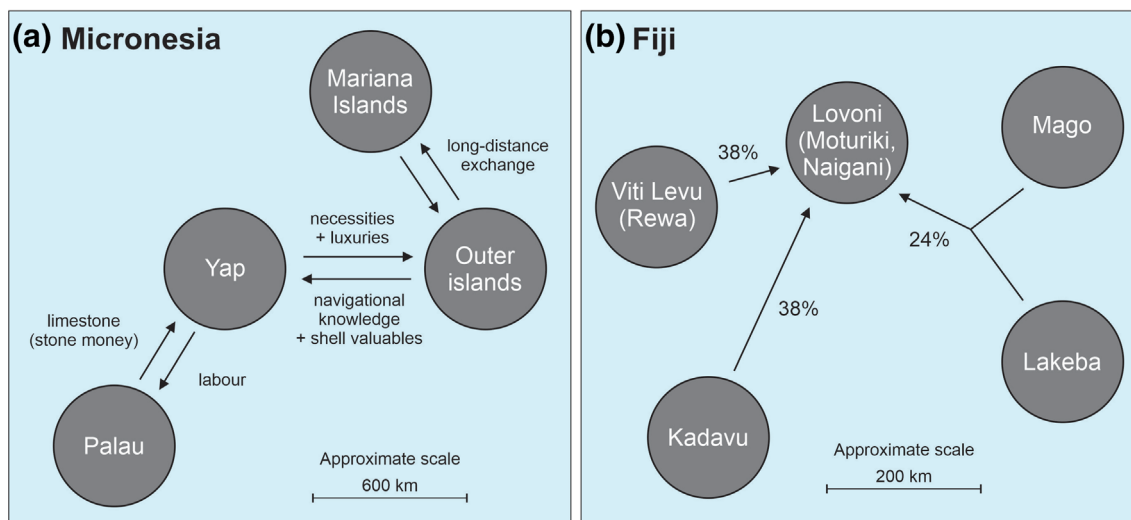 (a) Micronesia
Mariana
Islands
long-distance
exchange
necessities
+ luxuries
Yap
Outer
islands
navigational
knowledge
+ shell valuables
limestone
(stone money)
labour
Palau
Approximate scale
600 km
(b) Fiji
Lovoni
(Moturiki,
Naigani)
Mago
38%
Viti Levu
(Rewa)
24%
38%
Lakeba
Kadavu
Approximate scale
200 km